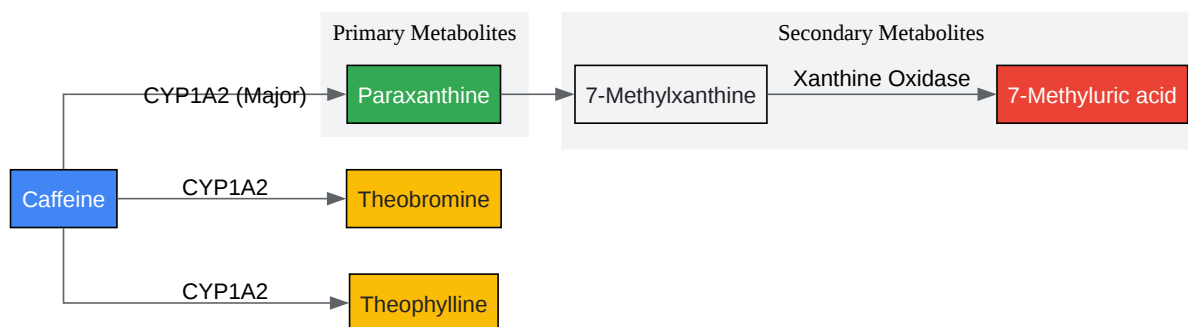 Primary Metabolites
Secondary Metabolites
CYP1A2 (Major)
Paraxanthine
7-Methylxanthine
Xanthine Oxidase
7-Methyluric acid
Caffeine
CYP1A2
Theobromine
CYP1A2
Theophylline